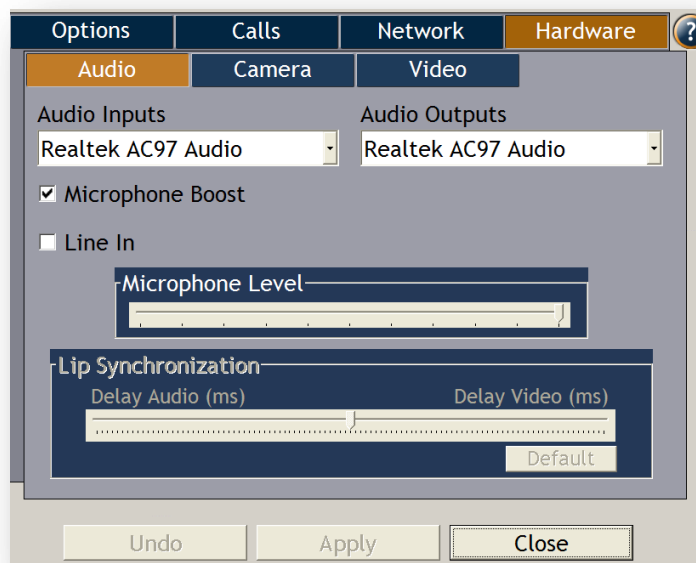 Options Calls Network Hardware ?
Audio Camera Video
Audio Inputs Audio Outputs
Realtek AC97 Audio Realtek AC97 Audio
Microphone Boost
Line In
Microphone Level
Lip Synchronization
Delay Audio (ms) Delay Video (ms)
Default
Undo Apply Close